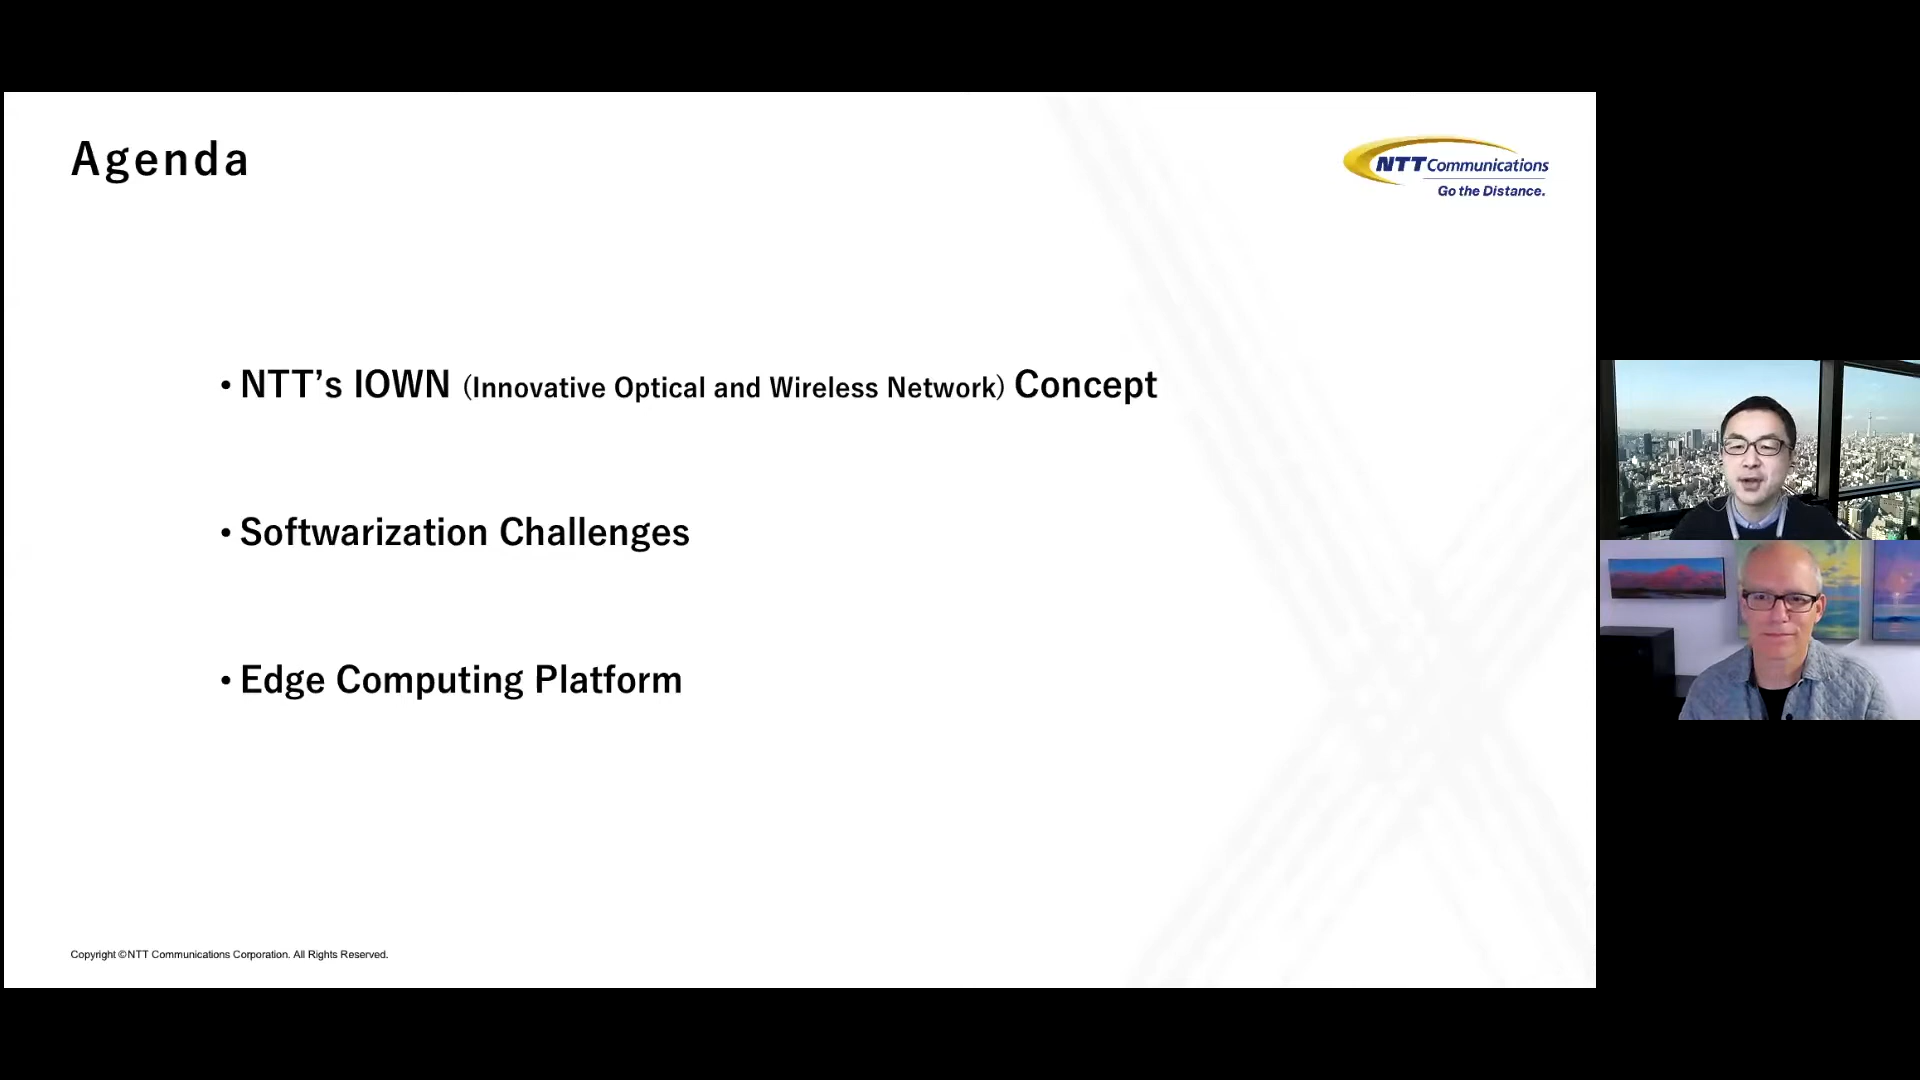 Agenda
NTT Communications
Go the Distance.
• NTT’s IOWN (Innovative Optical and Wireless Network) Concept
• Softwarization Challenges
• Edge Computing Platform
Copyright ©NTT Communications Corporation. All Rights Reserved.